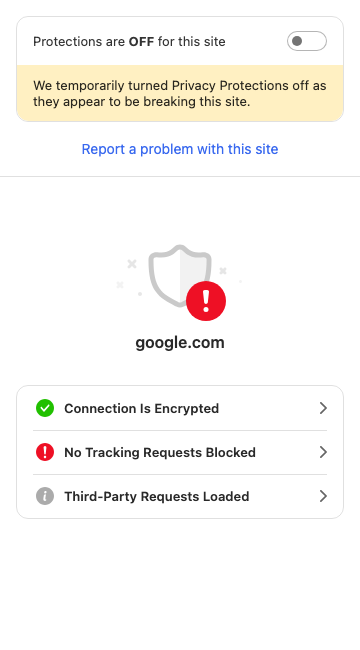 Protections are OFF for this site
We temporarily turned Privacy Protections off as
they appear to be breaking this site.
Report a problem with this site
google.com
Connection Is Encrypted
No Tracking Requests Blocked
Third-Party Requests Loaded